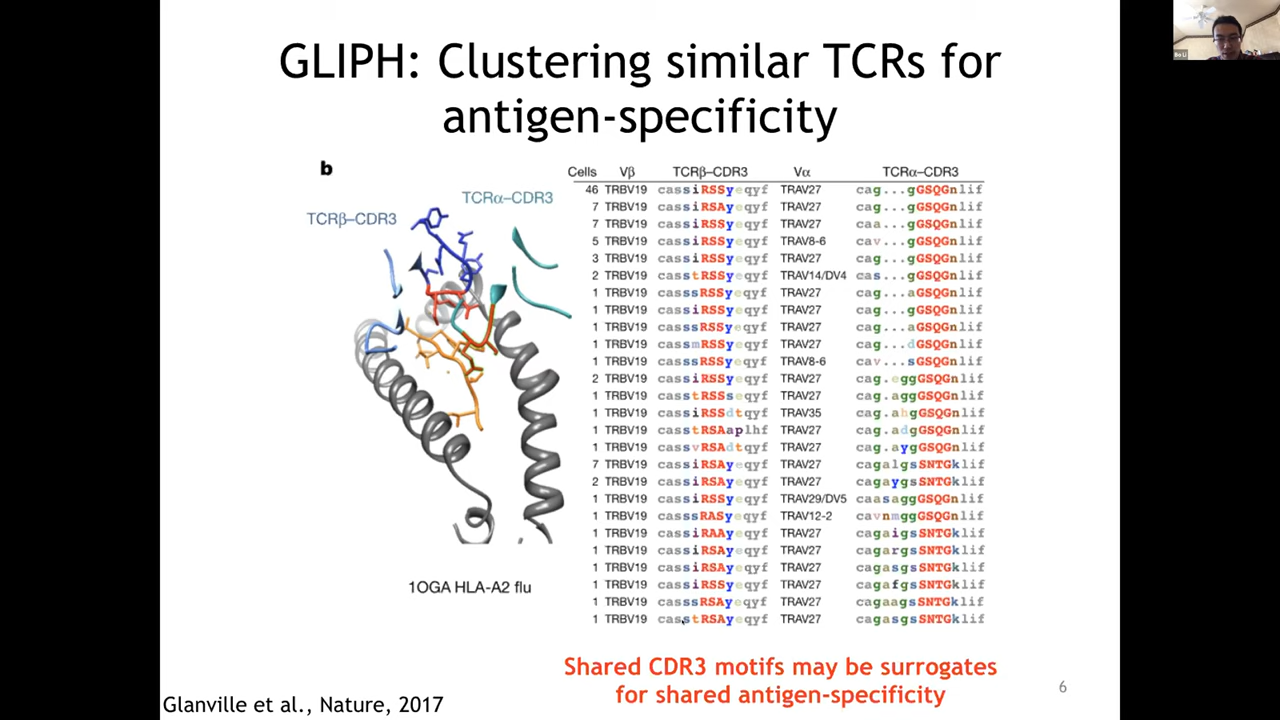 GLIPH: Clustering similar TCRs for
antigen-specificity
b
TCRβ–CDR3
TCRα–CDR3
1OGA HLA-A2 flu
Cells Vβ TCRβ–CDR3 Vα TCRα–CDR3
46 TRBV19 cassiRSSyeqyf TRAV27 cag...gGSQGnlif
7 TRBV19 cassiRSAyeqyf TRAV27 cag...gGSQGnlif
7 TRBV19 cassiRSSyeqyf TRAV27 caa...gGSQGnlif
5 TRBV19 cassiRSSyeqyf TRAV8-6 cav...gGSQGnlif
3 TRBV19 cassiRSSyeqyf TRAV27 cag...gGSQGnlif
2 TRBV19 casstRSSyeqyf TRAV14/DV4 cas...gGSQGnlif
1 TRBV19 casssRSSyeqyf TRAV27 cag...aGSQGnlif
1 TRBV19 cassiRSSyeqyf TRAV27 cag...gGSQGnlif
1 TRBV19 casssRSSyeqyf TRAV27 cag...aGSQGnlif
1 TRBV19 cassmRSSyeqyf TRAV27 cag...dGSQGnlif
1 TRBV19 casssRSSyeqyf TRAV8-6 cav...sGSQGnlif
2 TRBV19 cassiRSSyeqyf TRAV27 cag.eggGSQGnlif
1 TRBV19 casstRSSseqyf TRAV27 cag.aggGSQGnlif
1 TRBV19 cassiRSSdtqyf TRAV35 cag.ahgGSQGnlif
1 TRBV19 casstRSAaplhf TRAV27 cag.adgGSQGnlif
1 TRBV19 cassvRSAdtqyf TRAV27 cag.aygGSQGnlif
7 TRBV19 cassiRSAyeqyf TRAV27 cagalgsSNTGklif
2 TRBV19 cassiRSAyeqyf TRAV27 cagaygsSNTGklif
1 TRBV19 cassiRSSyeqyf TRAV29/DV5 caasaggGSQGnlif
1 TRBV19 casssRASyeqyf TRAV12-2 cavnmggGSQGnlif
1 TRBV19 cassiRAAyeqyf TRAV27 cagaigsSNTGklif
1 TRBV19 cassiRSAyeqyf TRAV27 cagargsSNTGklif
1 TRBV19 cassiRSAyeqyf TRAV27 cagasgsSNTGklif
1 TRBV19 cassiRSSyeqyf TRAV27 cagafgsSNTGklif
1 TRBV19 casssRSAyeqyf TRAV27 cagaagsSNTGklif
1 TRBV19 casstRSAyeqyf TRAV27 cagasgsSNTGklif
Shared CDR3 motifs may be surrogates
for shared antigen-specificity
Glanville et al., Nature, 2017
6
Bo Li